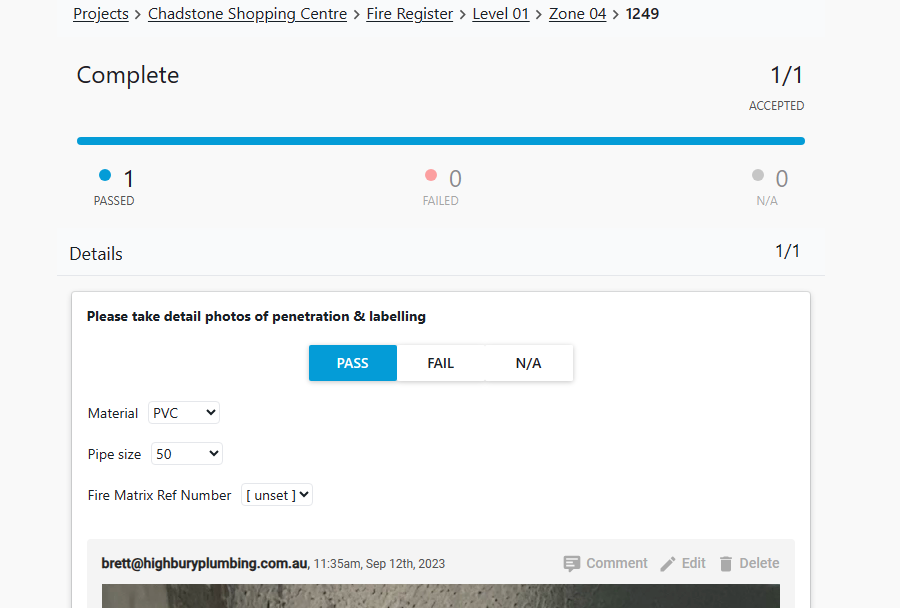 Projects > Chadstone Shopping Centre > Fire Register > Level 01 > Zone 04 > 1249
Complete 1/1
ACCEPTED
1 0 0
PASSED FAILED N/A
Details 1/1
Please take detail photos of penetration & labelling
PASS FAIL N/A
Material PVC
Pipe size 50
Fire Matrix Ref Number [ unset ]
brett@highburyplumbing.com.au, 11:35am, Sep 12th, 2023 Comment Edit Delete